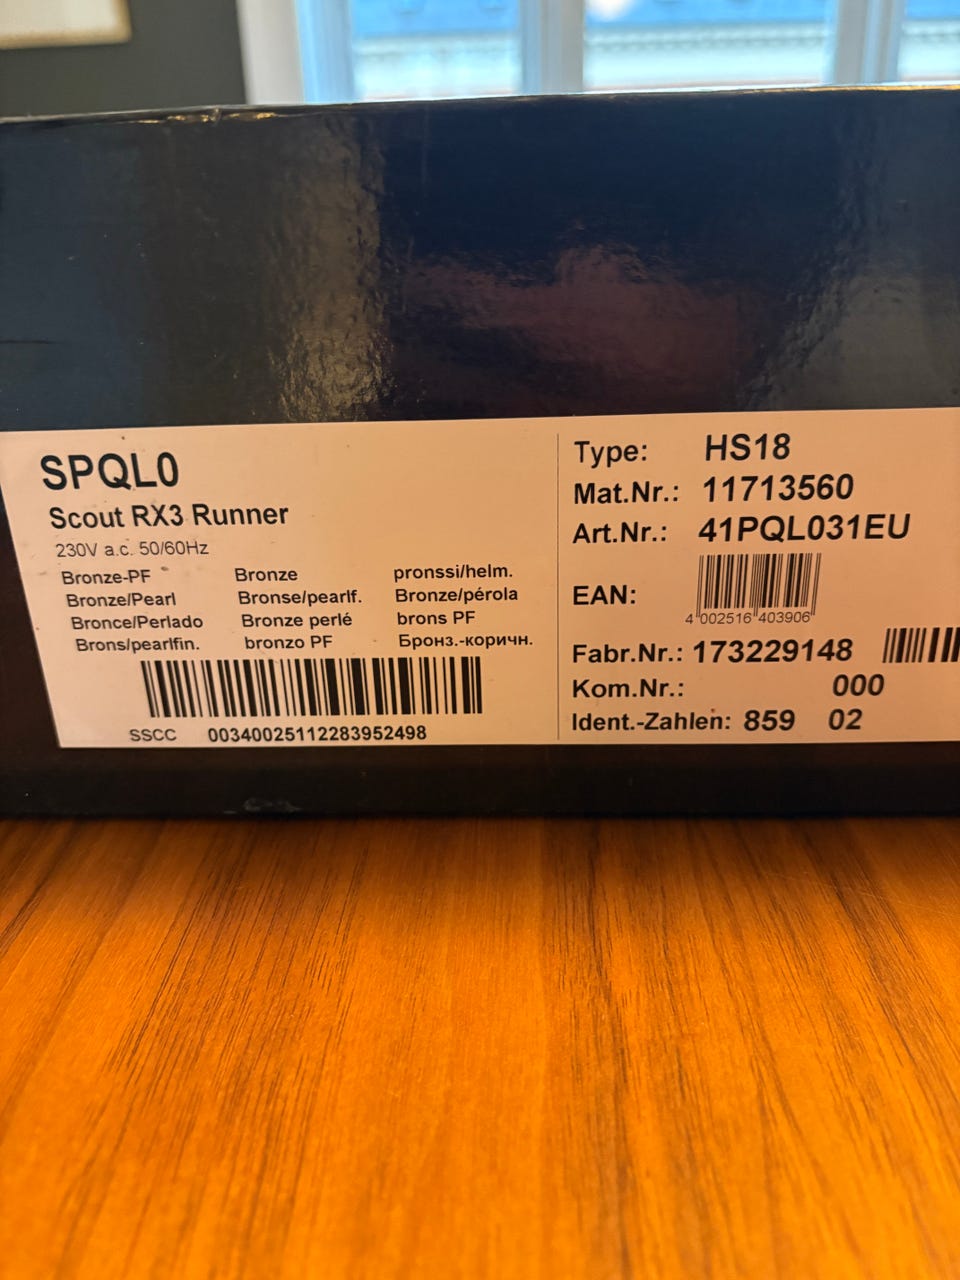 SPQL0
Scout RX3 Runner
230V a.c. 50/60Hz
Bronze-PF Bronze pronssi/helm.
Bronze/Pearl Bronse/pearlf. Bronze/pérola
Bronce/Perlado Bronze perlé brons PF
Brons/pearlfin. bronzo PF Бронз.-коричн.
SSCC 00340025112283952498
Type: HS18
Mat.Nr.: 11713560
Art.Nr.: 41PQL031EU
EAN:
4 002516 403906
Fabr.Nr.: 173229148
Kom.Nr.: 000
Ident.-Zahlen: 859 02